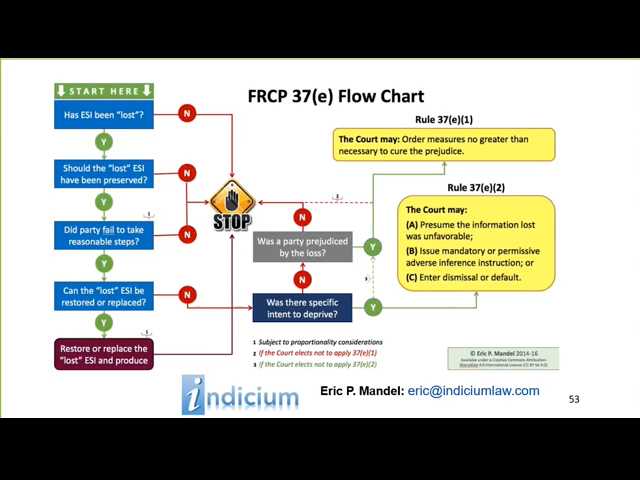 START HERE
FRCP 37(e) Flow Chart
Has ESI been "lost"?
N
Y
Should the "lost" ESI
have been preserved?
N
Y
1
Did party fail to take
reasonable steps?
N
Y
Can the "lost" ESI be
restored or replaced?
N
Y
1
Restore or replace the
"lost" ESI and produce
STOP
2
N
Was a party prejudiced
by the loss?
Y
N
3
Was there specific
intent to deprive?
Y
Rule 37(e)(1)
The Court may: Order measures no greater than
necessary to cure the prejudice.
Rule 37(e)(2)
The Court may:
(A) Presume the information lost
was unfavorable;
(B) Issue mandatory or permissive
adverse inference instruction; or
(C) Enter dismissal or default.
1 Subject to proportionality considerations
2 If the Court elects not to apply 37(e)(1)
3 If the Court elects not to apply 37(e)(2)
© Eric P. Mandel 2014-16
Available under a Creative Commons Attribution-
ShareAlike 4.0 International License (CC BY SA 4.0).
indicium
Eric P. Mandel: eric@indiciumlaw.com
53